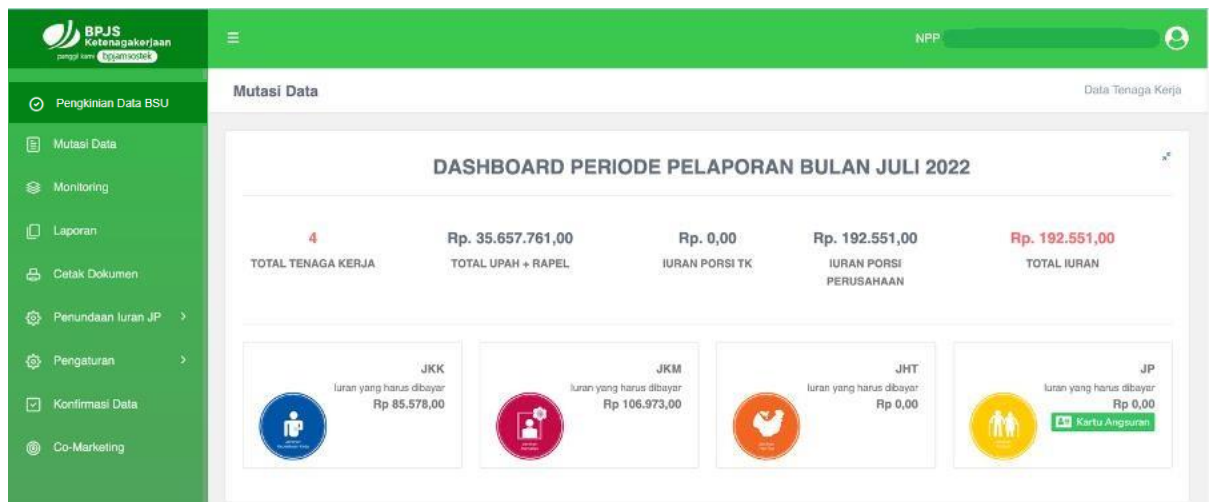 BPJS
Ketenagakerjaan
panggil kami bpjamsostek
NPP
Pengkinian Data BSU
Mutasi Data
Monitoring
Laporan
Cetak Dokumen
Penundaan Iuran JP
Pengaturan
Konfirmasi Data
Co-Marketing
Mutasi Data
Data Tenaga Kerja
DASHBOARD PERIODE PELAPORAN BULAN JULI 2022
4
TOTAL TENAGA KERJA
Rp. 35.657.761,00
TOTAL UPAH + RAPEL
Rp. 0,00
IURAN PORSI TK
Rp. 192.551,00
IURAN PORSI
PERUSAHAAN
Rp. 192.551,00
TOTAL IURAN
JKK
Iuran yang harus dibayar
Rp 85.578,00
JKM
Iuran yang harus dibayar
Rp 106.973,00
JHT
Iuran yang harus dibayar
Rp 0,00
JP
Iuran yang harus dibayar
Rp 0,00
Kartu Angsuran